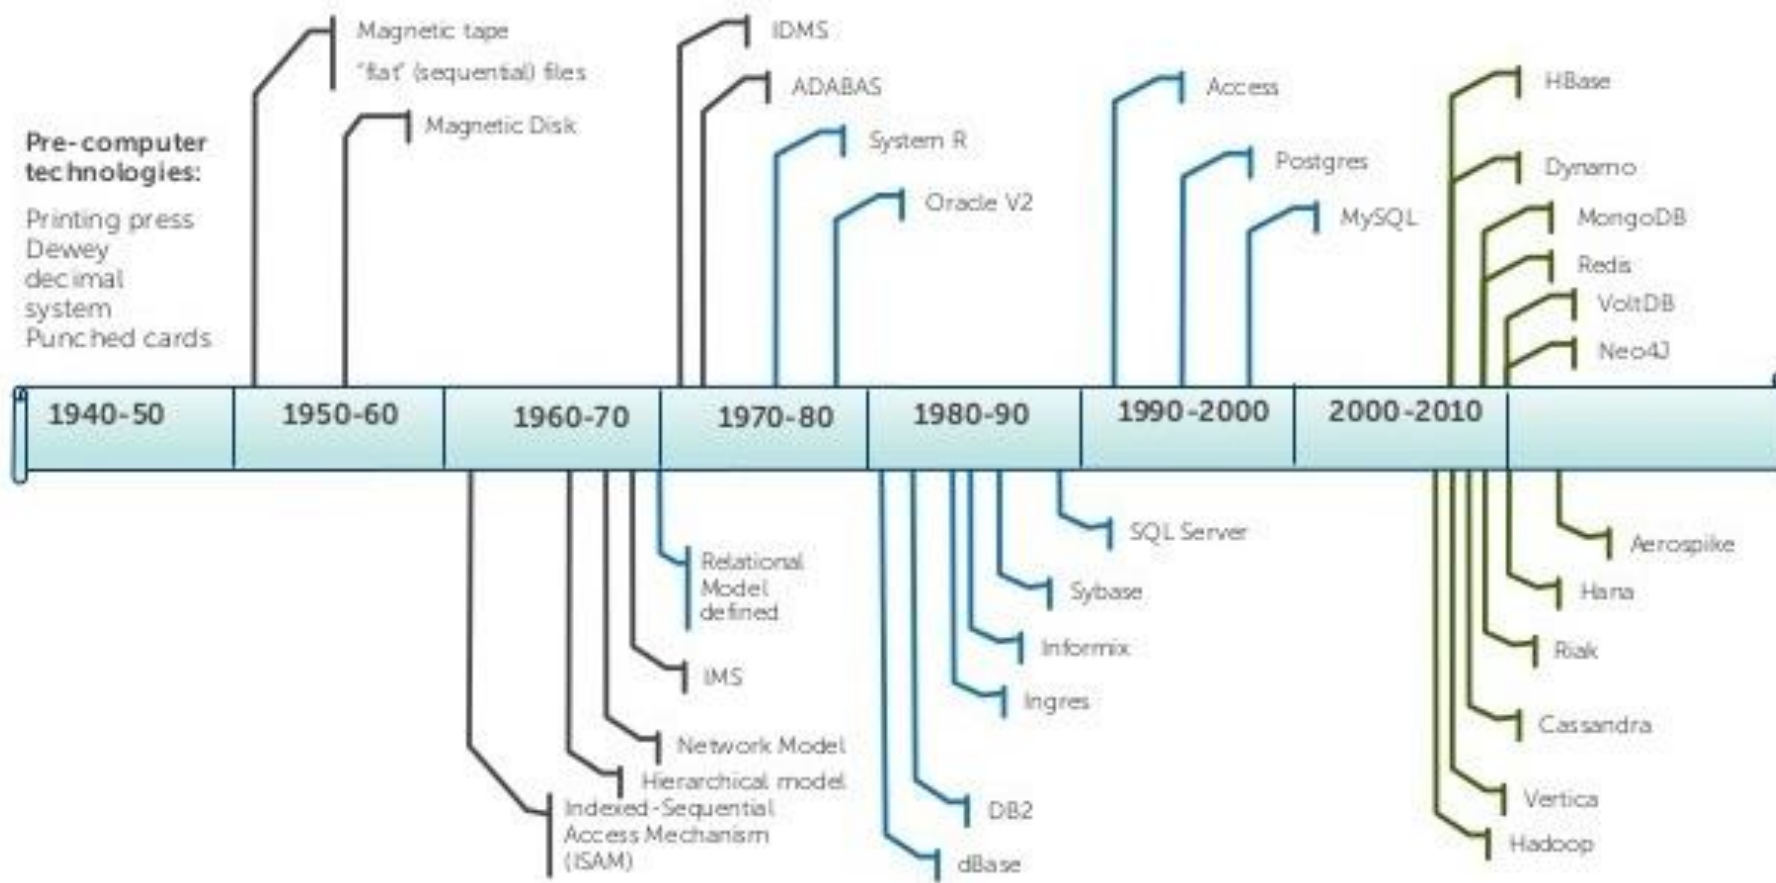 Magnetic tape
"flat" (sequential) files
Magnetic Disk
Pre-computer
technologies:
Printing press
Dewey
decimal
system
Punched cards
IDMS
ADABAS
System R
Oracle V2
Access
Postgres
MySQL
HBase
Dynamo
MongoDB
Redis
VoltDB
Neo4J
1940-50
1950-60
1960-70
1970-80
1980-90
1990-2000
2000-2010
Relational
Model
defined
IMS
Network Model
Hierarchical model
Indexed-Sequential
Access Mechanism
(ISAM)
SQL Server
Sybase
Informix
Ingres
DB2
dBase
Aerospike
Hana
Riak
Cassandra
Vertica
Hadoop